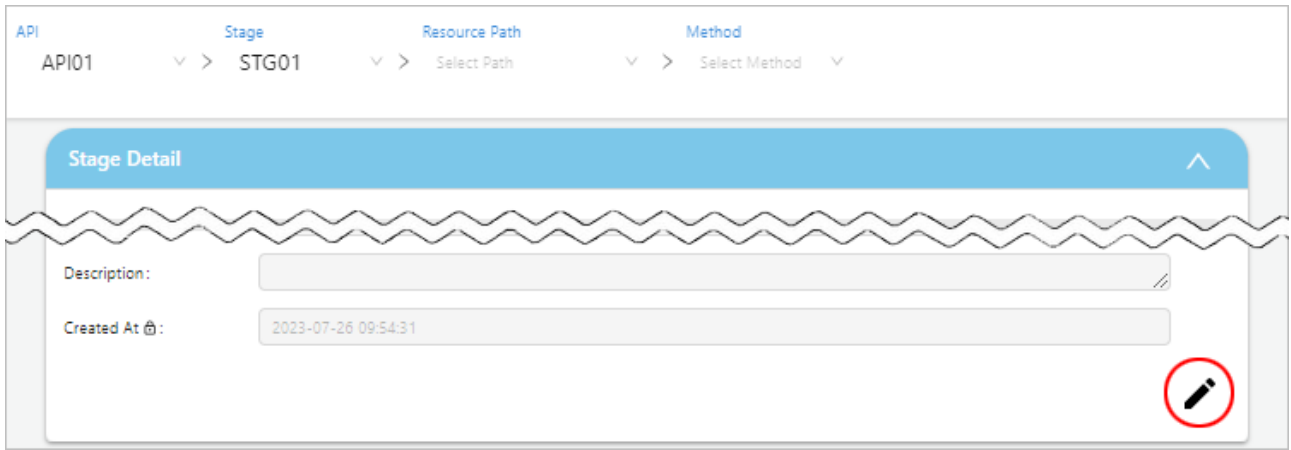 API Stage Resource Path Method
API01 > STG01 > Select Path > Select Method
Stage Detail
Description:
Created At : 2023-07-26 09:54:31